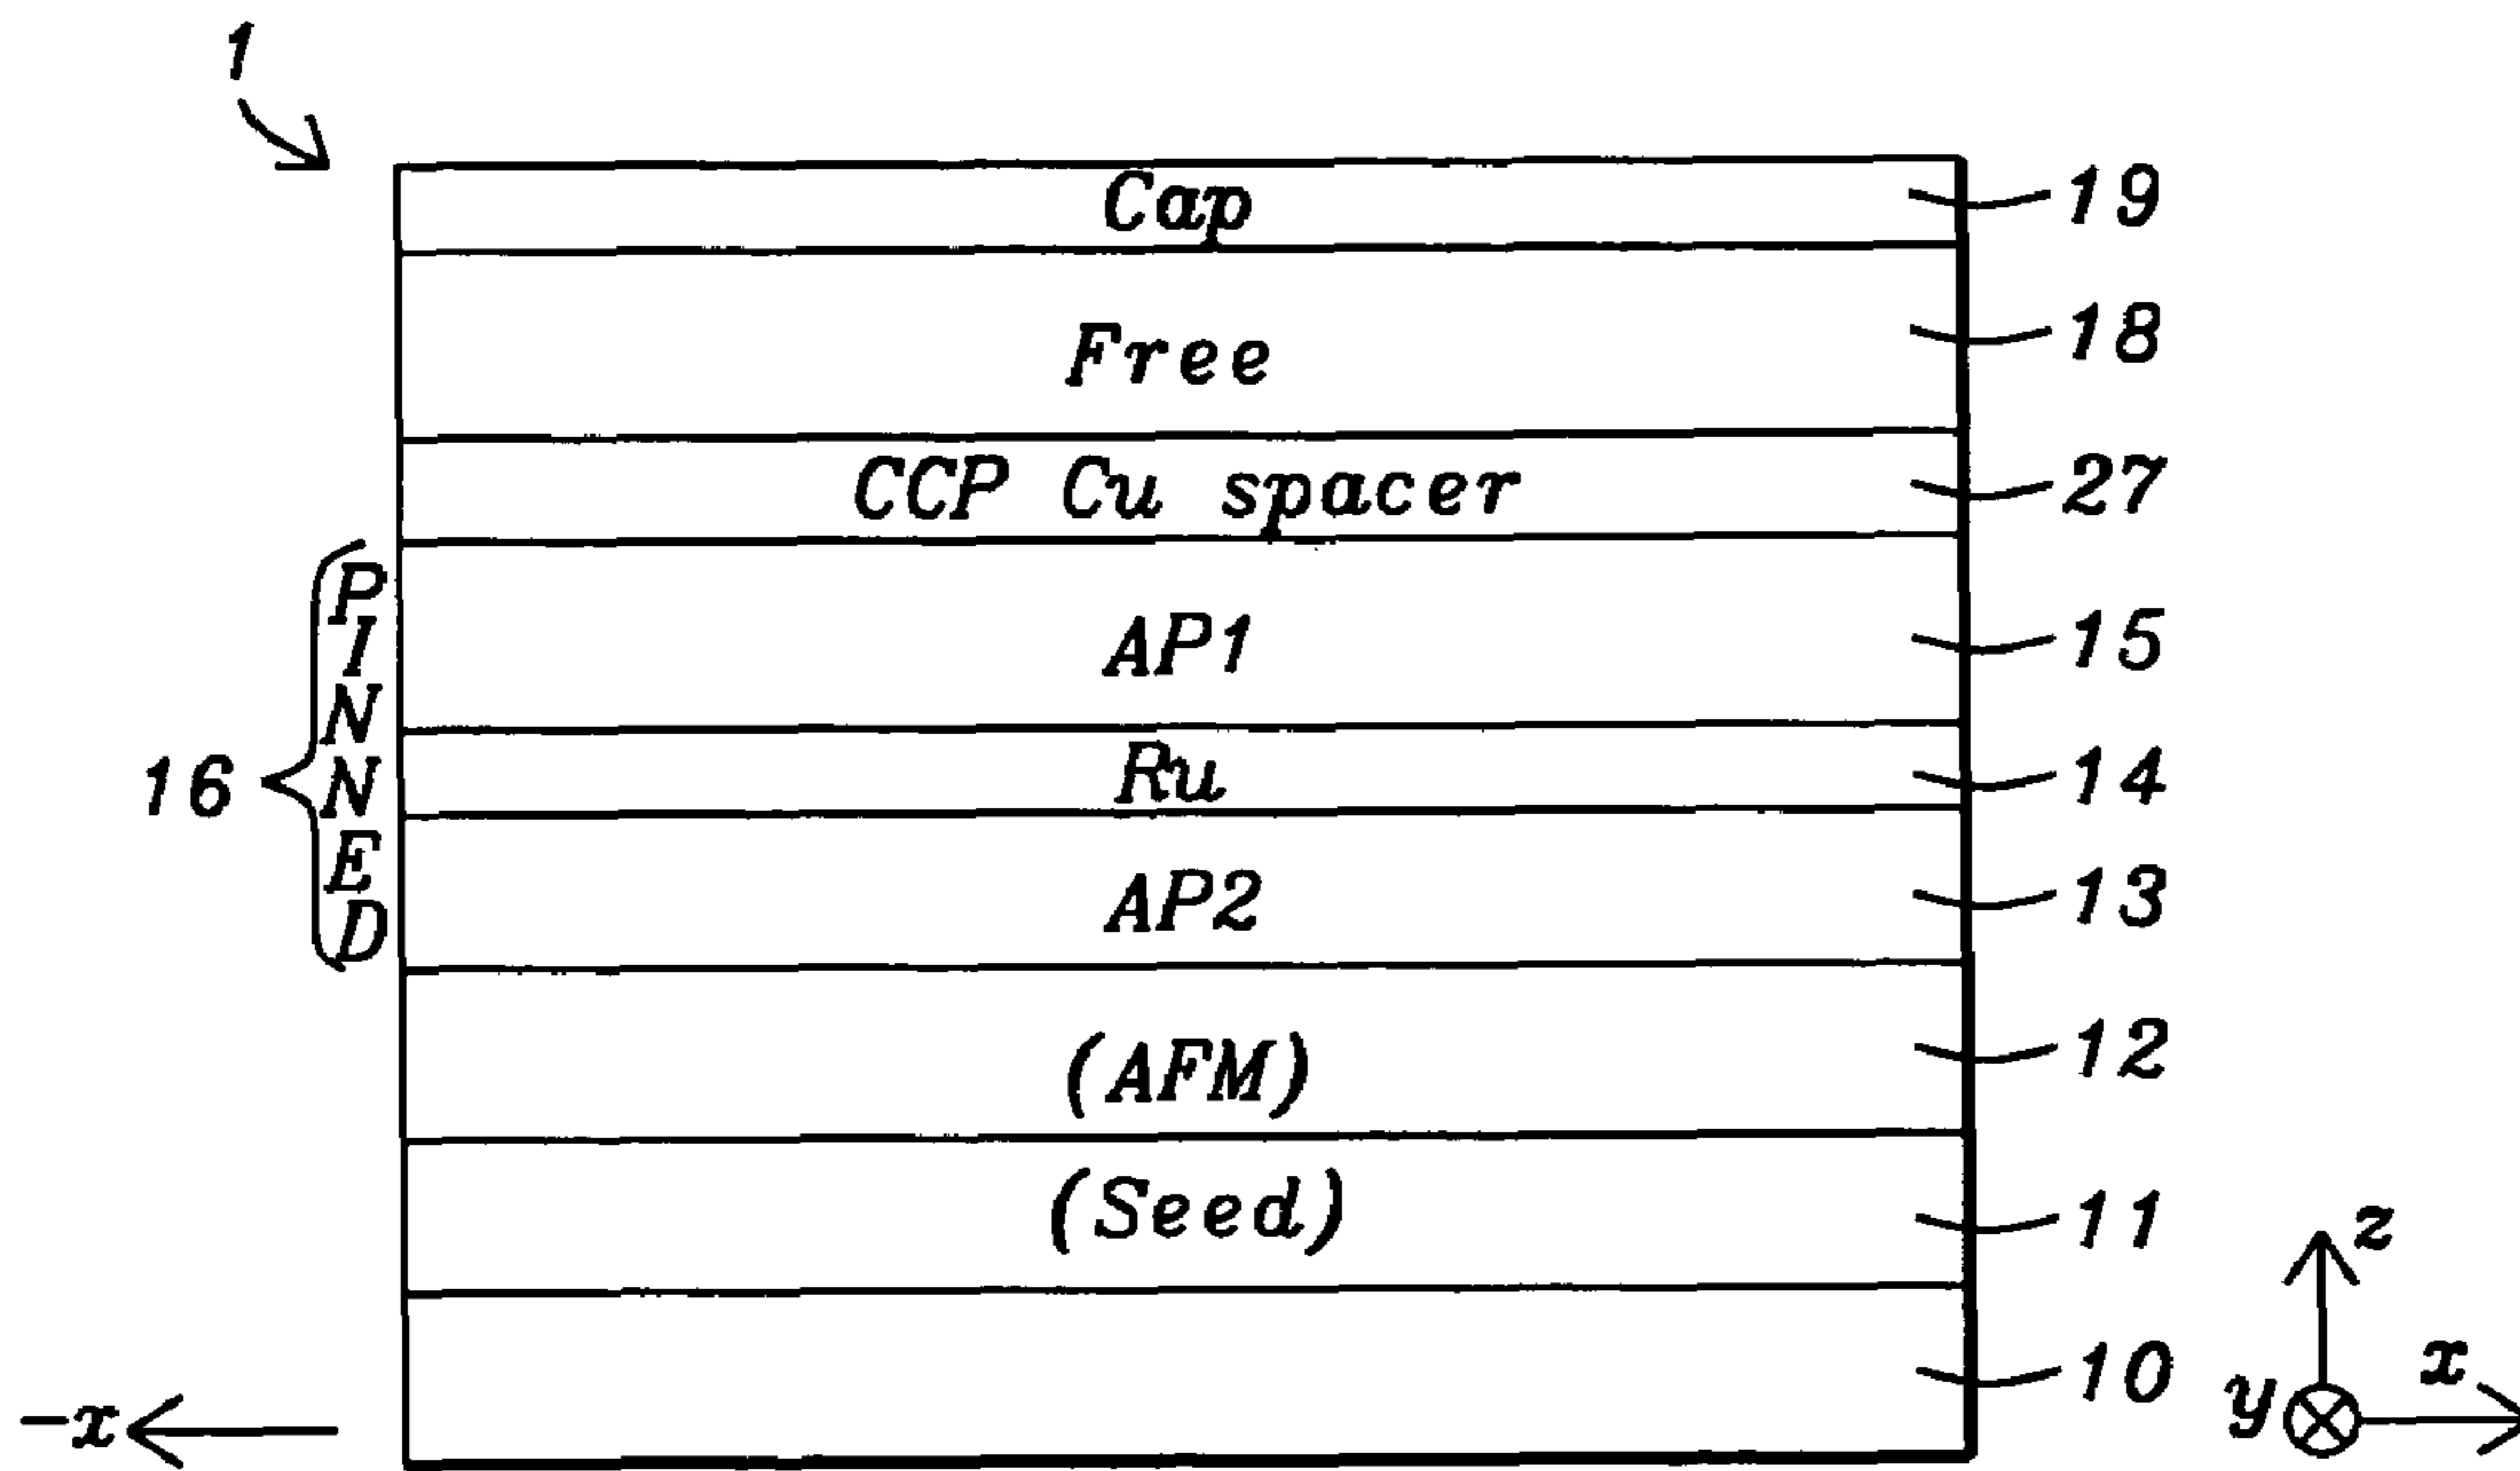 1
Cap 19
Free 18
CCP Cu spacer 27
PINNED
AP1 15
Ru 14
16
AP2 13
(AFM) 12
(Seed) 11
10
z
x
y
-x